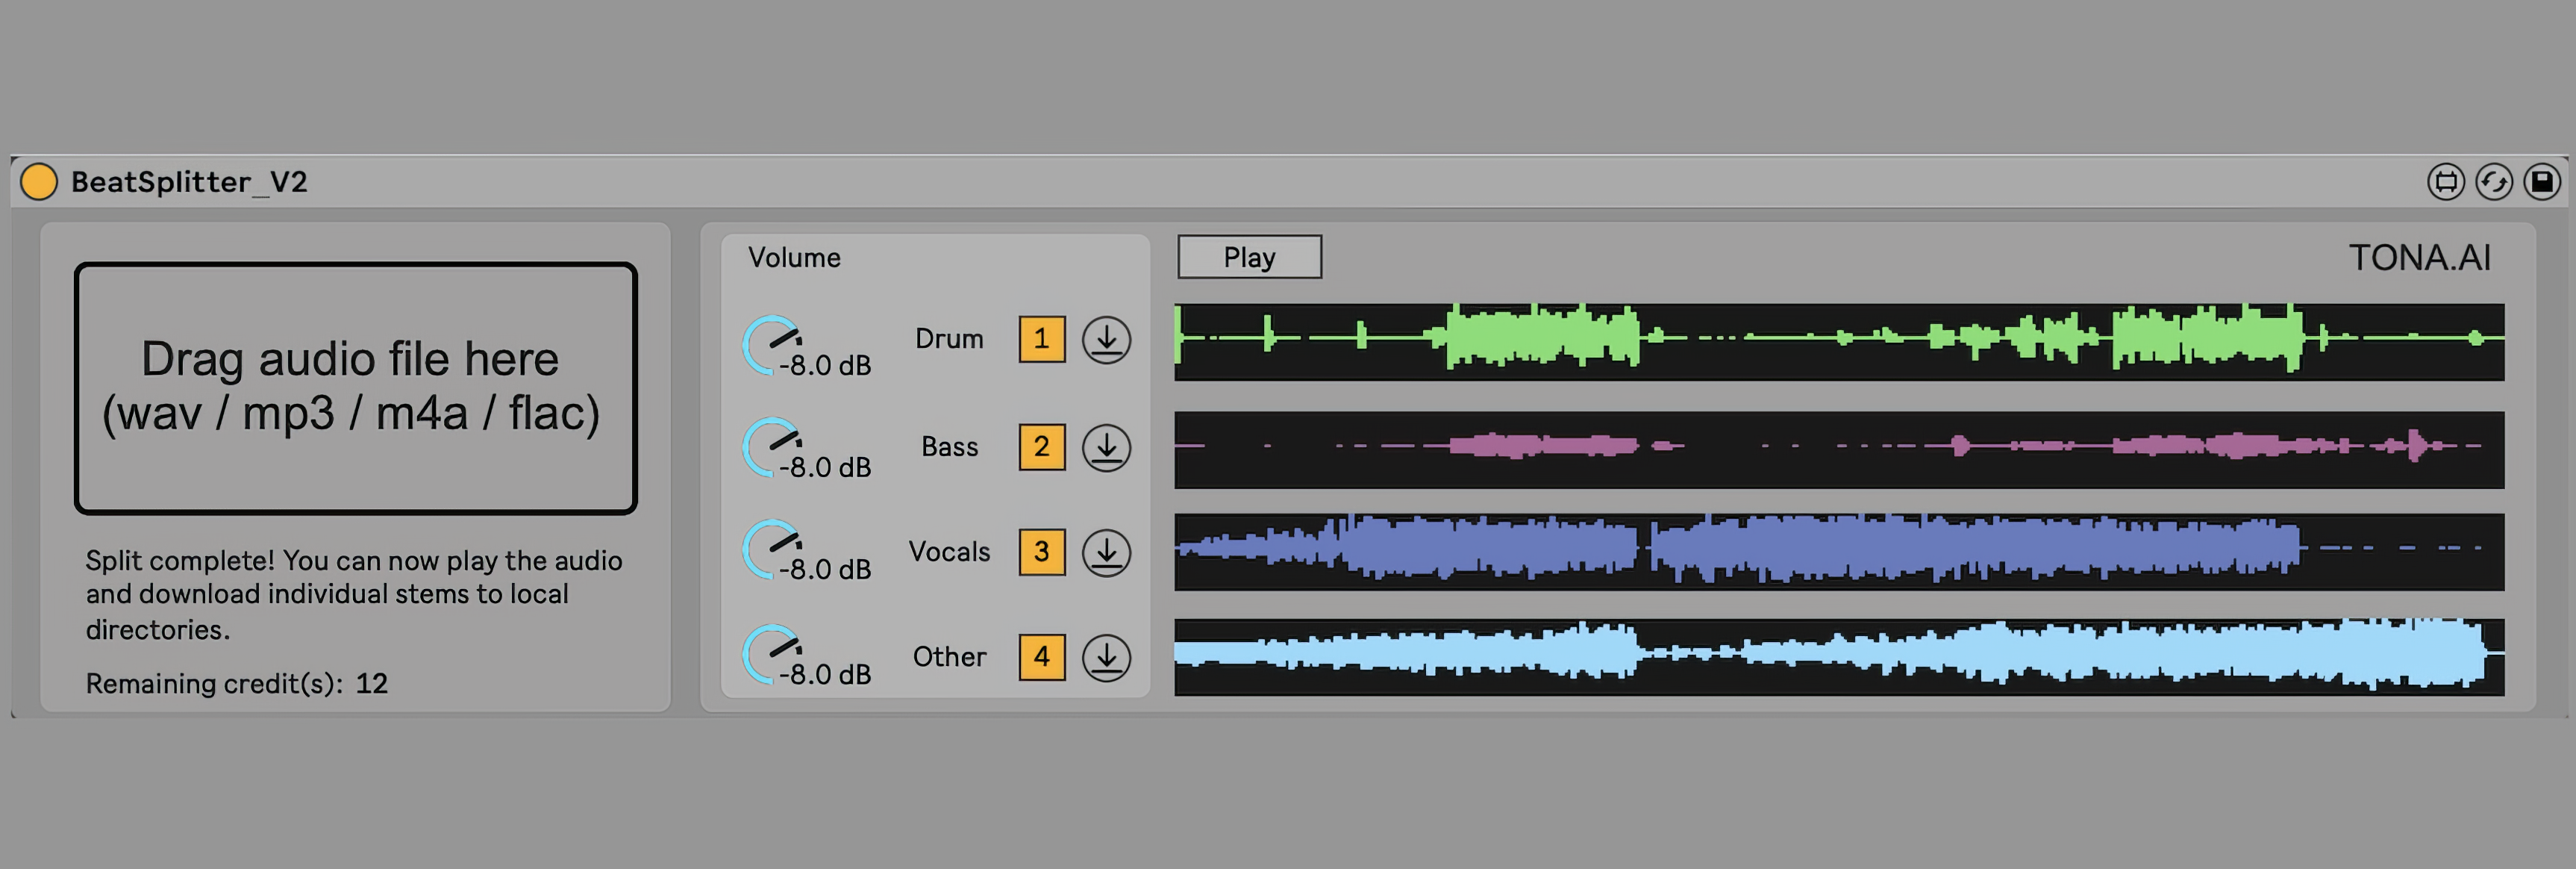 BeatSplitter_V2
Drag audio file here
(wav / mp3 / m4a / flac)
Split complete! You can now play the audio
and download individual stems to local
directories.
Remaining credit(s): 12
Volume
-8.0 dB
Drum
1
-8.0 dB
Bass
2
-8.0 dB
Vocals
3
-8.0 dB
Other
4
Play
TONA.AI